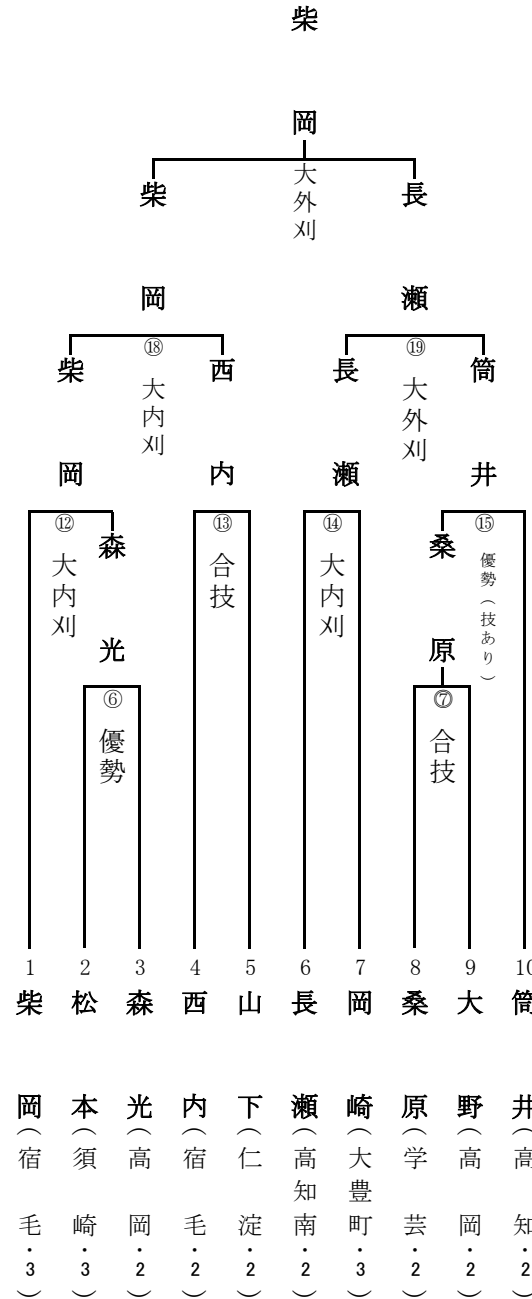 柴岡
大外刈
柴岡
長瀬
⑱
大内刈
⑲
大外刈
柴岡
西内
長瀬
筒井
⑫
大内刈
⑬
合技
⑭
大内刈
⑮
優勢（技あり）
森光
桑原
⑥
優勢
⑦
合技
1 柴岡（宿毛・3）
2 松本（須崎・3）
3 森光（高岡・2）
4 西内（宿毛・2）
5 山下（仁淀・2）
6 長瀬（高知南・2）
7 岡崎（大豊町・3）
8 桑原（学芸・2）
9 大野（高岡・2）
10 筒井（高知・2）